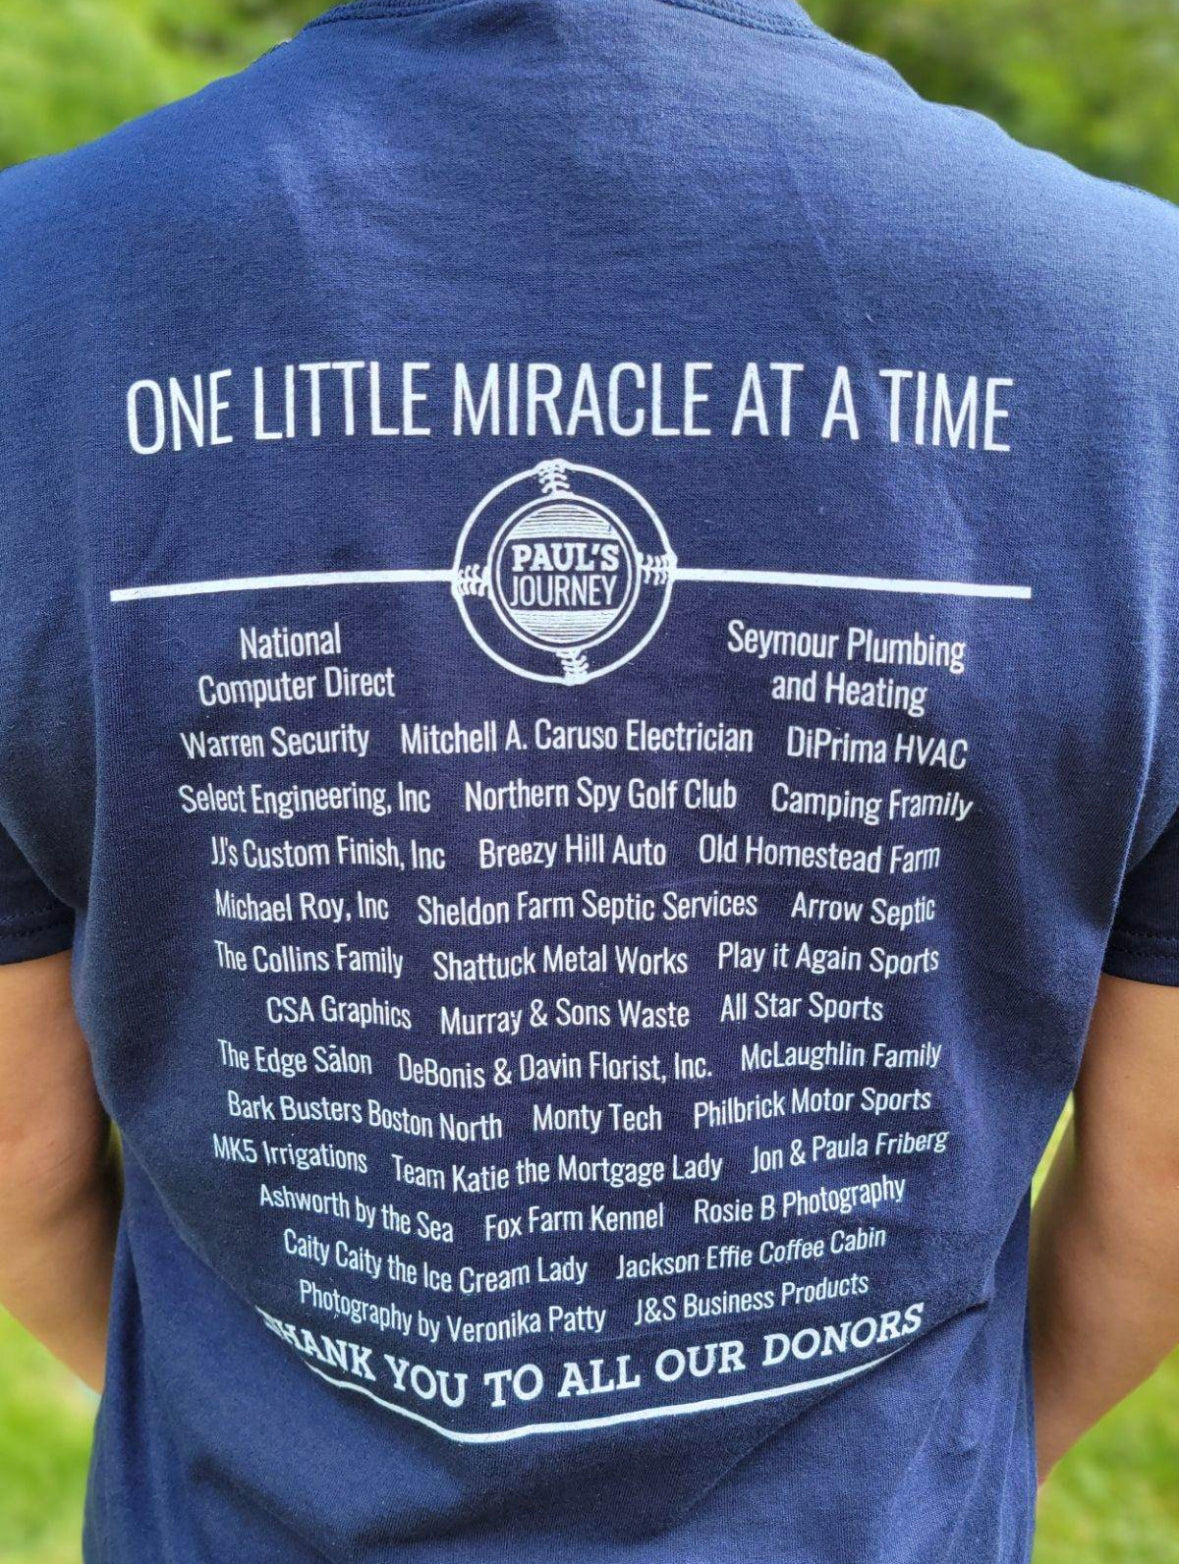 ONE LITTLE MIRACLE AT A TIME
PAUL'S
JOURNEY
National
Computer Direct
Seymour Plumbing
and Heating
Warren Security Mitchell A. Caruso Electrician DiPrima HVAC
Select Engineering, Inc Northern Spy Golf Club Camping Framily
JJ's Custom Finish, Inc Breezy Hill Auto Old Homestead Farm
Michael Roy, Inc Sheldon Farm Septic Services Arrow Septic
The Collins Family Shattuck Metal Works Play it Again Sports
CSA Graphics Murray & Sons Waste All Star Sports
The Edge Sālon DeBonis & Davin Florist, Inc. McLaughlin Family
Bark Busters Boston North Monty Tech Philbrick Motor Sports
MK5 Irrigations Team Katie the Mortgage Lady Jon & Paula Friberg
Ashworth by the Sea Fox Farm Kennel Rosie B Photography
Caity Caity the Ice Cream Lady Jackson Effie Coffee Cabin
Photography by Veronika Patty J&S Business Products
THANK YOU TO ALL OUR DONORS